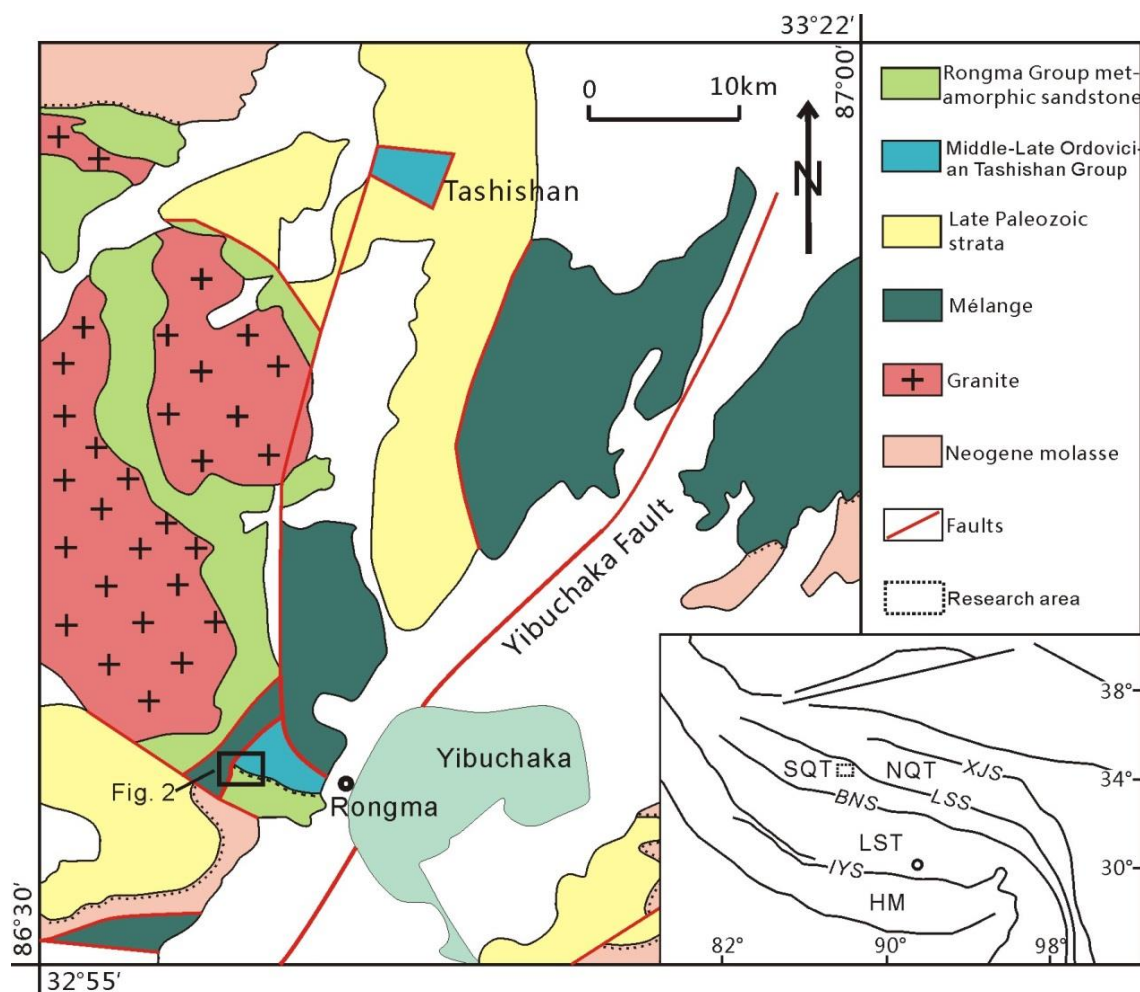 33°22′
87°00′
0 10km
N
Tashishan
Yibuchaka Fault
Yibuchaka
Rongma
Fig. 2
86°30′
32°55′
Rongma Group met-
amorphic sandstone
Middle-Late Ordovici-
an Tashishan Group
Late Paleozoic
strata
Mélange
Granite
Neogene molasse
Faults
Research area
38°
SQT NQT XJS 34°
BNS LSS
LST
IYS 30°
HM
82° 90° 98°